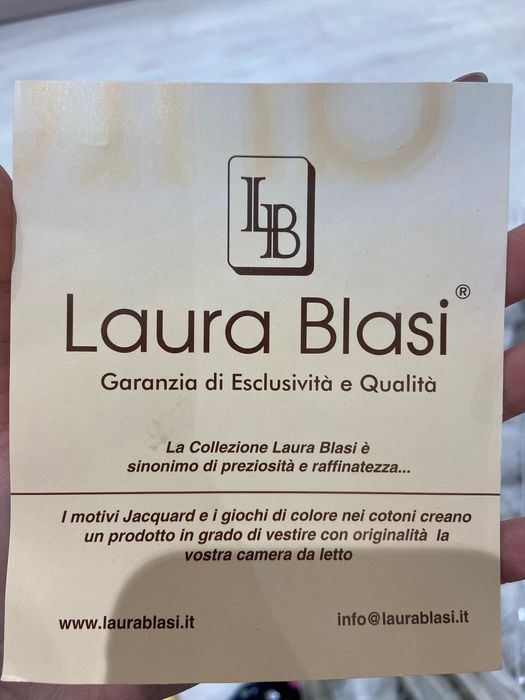 LB
Laura Blasi®
Garanzia di Esclusività e Qualità
La Collezione Laura Blasi è
sinonimo di preziosità e raffinatezza...
I motivi Jacquard e i giochi di colore nei cotoni creano
un prodotto in grado di vestire con originalità la
vostra camera da letto
www.laurablasi.it
info@laurablasi.it